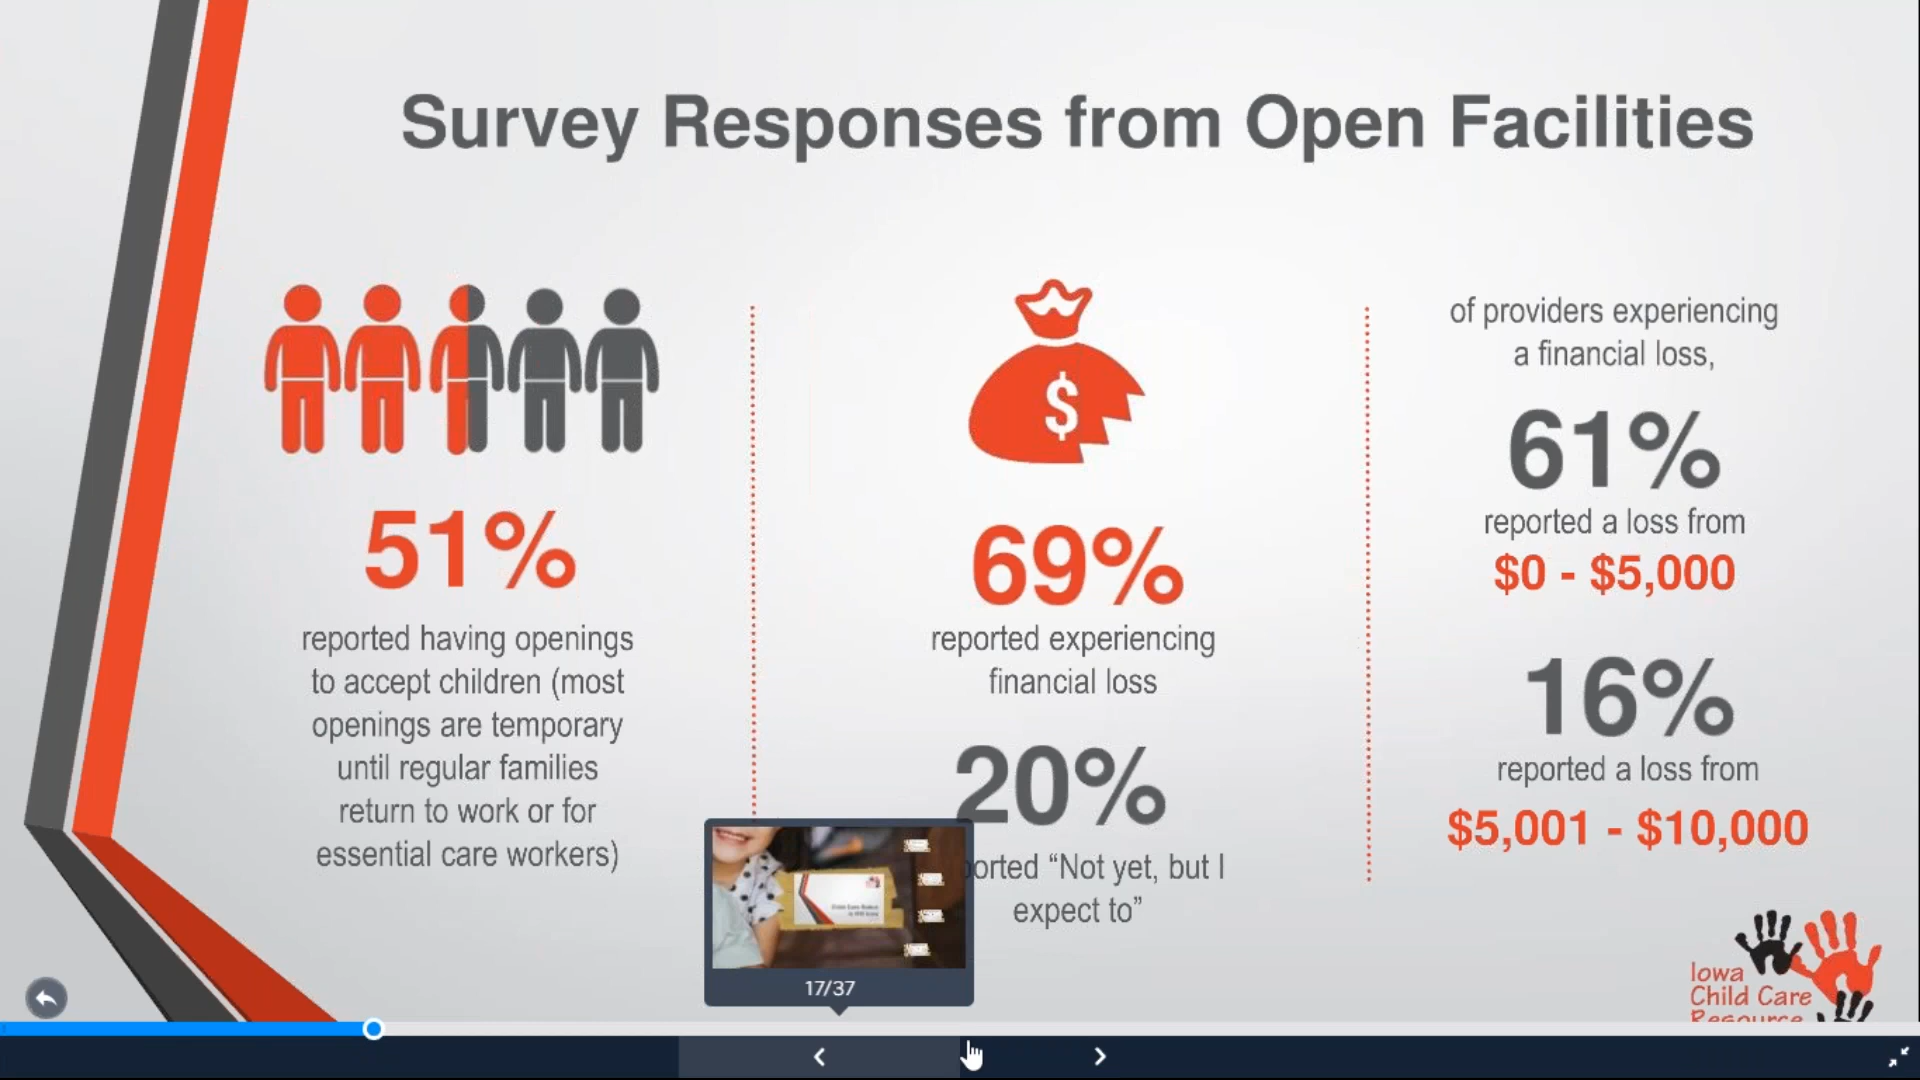 Survey Responses from Open Facilities
51%
reported having openings
to accept children (most
openings are temporary
until regular families
return to work or for
essential care workers)
$
69%
reported experiencing
financial loss
20%
orted “Not yet, but I
expect to”
of providers experiencing
a financial loss,
61%
reported a loss from
$0 - $5,000
16%
reported a loss from
$5,001 - $10,000
Iowa
Child Care
Resource
17/37